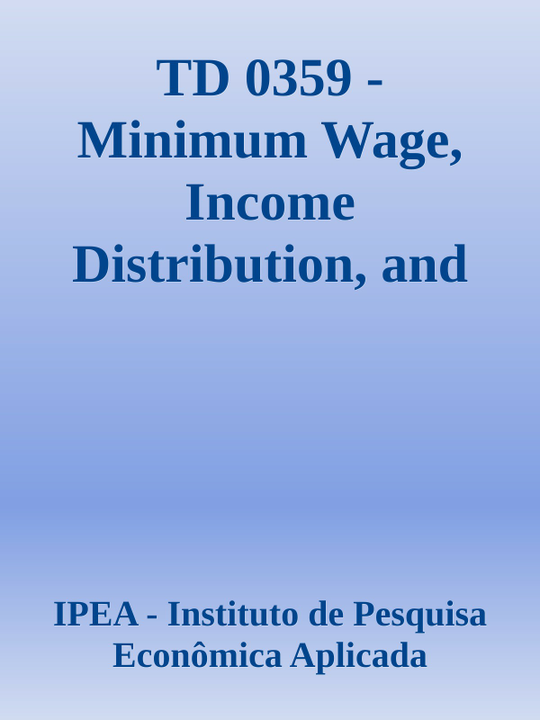 TD 0359 -
Minimum Wage,
Income
Distribution, and
IPEA - Instituto de Pesquisa
Econômica Aplicada